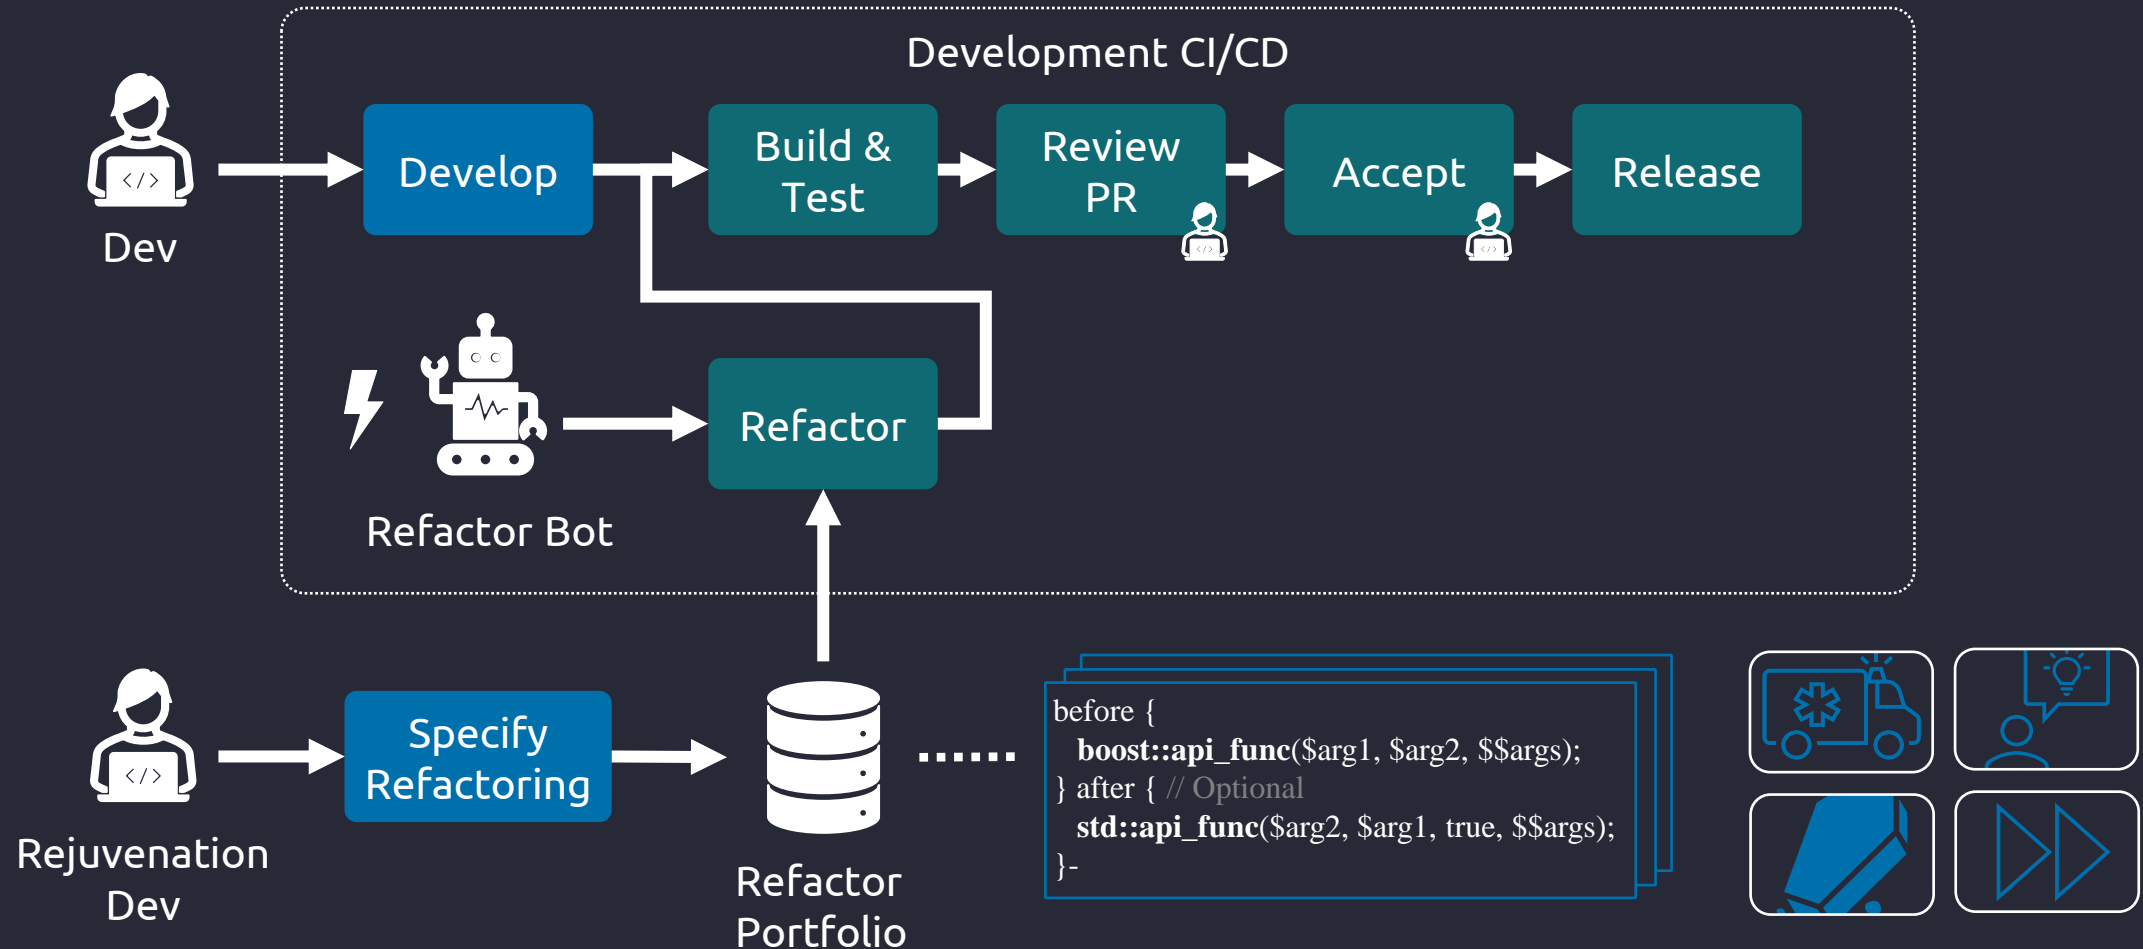 Development CI/CD
Develop
Build &
Test
Review
PR
Accept
Release
</>
Dev
</>
</>
Refactor
Refactor Bot
</>
Specify
Refactoring
Rejuvenation
Dev
Refactor
Portfolio
before {
boost::api_func($arg1, $arg2, $$args);
} after { // Optional
std::api_func($arg2, $arg1, true, $$args);
}-